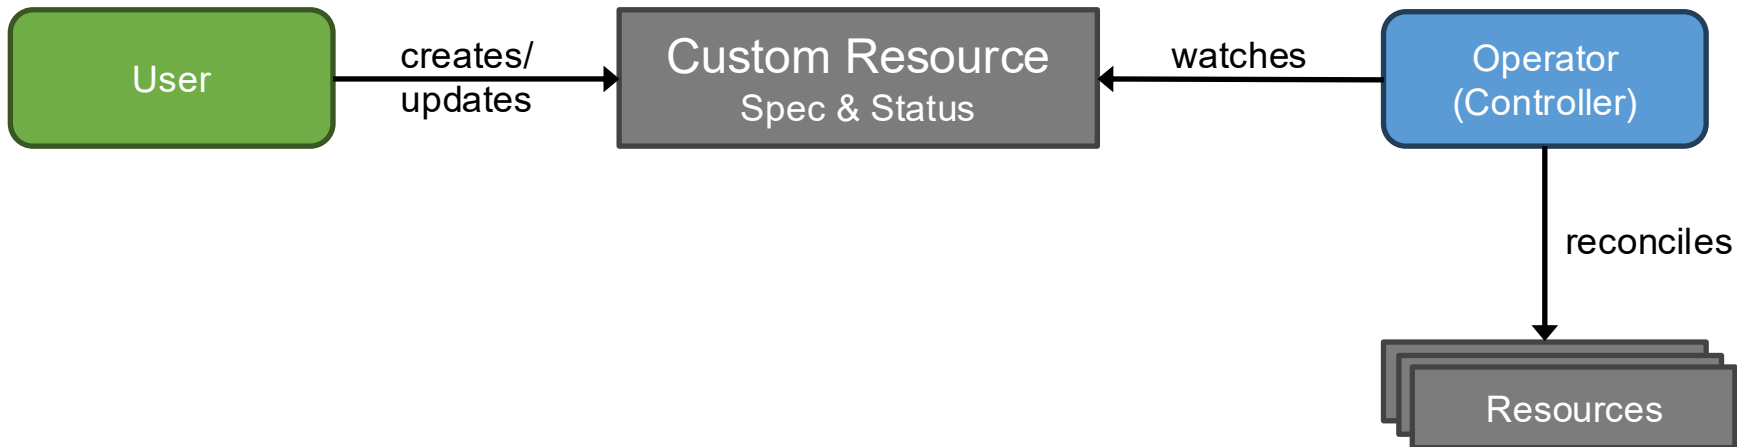 User
creates/
updates
Custom Resource
Spec & Status
watches
Operator
(Controller)
reconciles
Resources